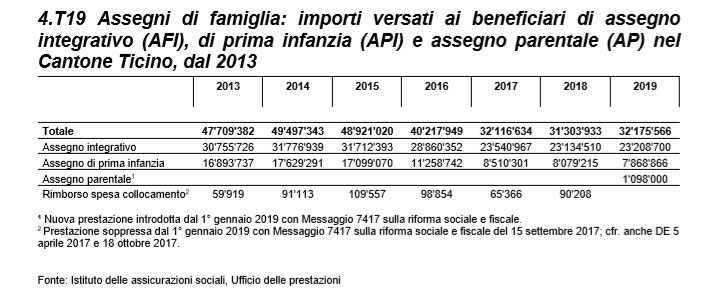 4.T19 Assegni di famiglia: importi versati ai beneficiari di assegno
integrativo (AFI), di prima infanzia (API) e assegno parentale (AP) nel
Cantone Ticino, dal 2013
2013 2014 2015 2016 2017 2018 2019
Totale 47'709'382 49'497'343 48'921'020 40'217'949 32'116'634 31'303'933 32'175'566
Assegno integrativo 30'755'726 31'776'939 31'712'393 28'860'352 23'540'967 23'134'510 23'208'700
Assegno di prima infanzia 16'893'737 17'629'291 17'099'070 11'258'742 8'510'301 8'079'215 7'868'866
Assegno parentale¹ 1'098'000
Rimborso spesa collocamento² 59'919 91'113 109'557 98'854 65'366 90'208
¹ Nuova prestazione introdotta dal 1° gennaio 2019 con Messaggio 7417 sulla riforma sociale e fiscale.
² Prestazione soppressa dal 1° gennaio 2019 con Messaggio 7417 sulla riforma sociale e fiscale del 15 settembre 2017; cfr. anche DE 5
aprile 2017 e 18 ottobre 2017.
Fonte: Istituto delle assicurazioni sociali, Ufficio delle prestazioni